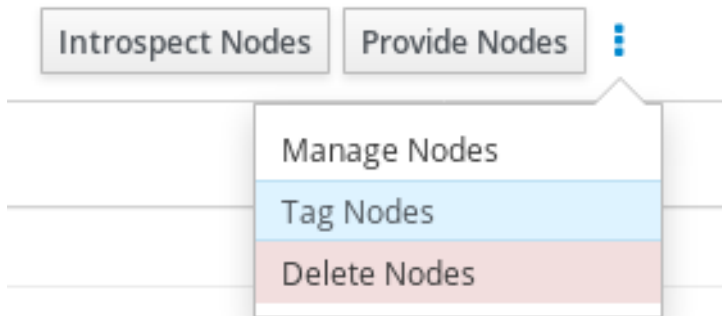 Introspect Nodes Provide Nodes
Manage Nodes
Tag Nodes
Delete Nodes